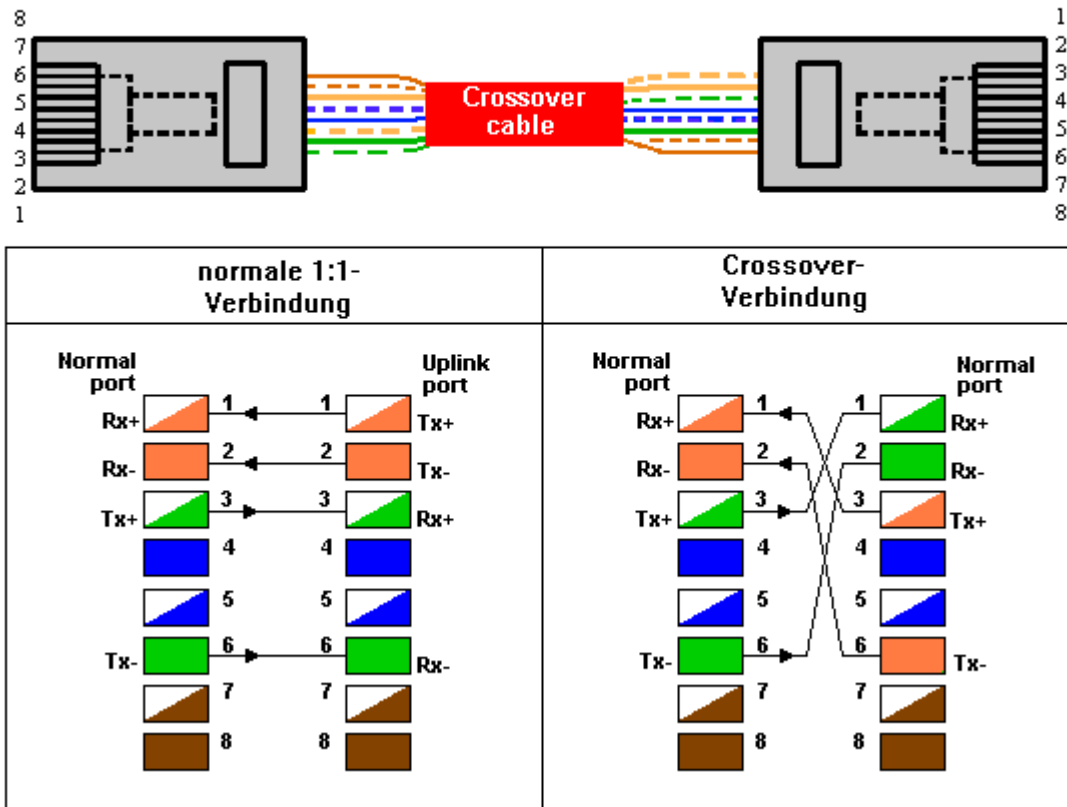 8
7
6
5
4
3
2
1
Crossover
cable
1
2
3
4
5
6
7
8
normale 1:1-
Verbindung
Crossover-
Verbindung
Normal
port
Uplink
port
Rx+ 1 1 Tx+
Rx- 2 2 Tx-
Tx+ 3 3 Rx+
4 4
5 5
Tx- 6 6 Rx-
7 7
8 8
Normal
port
Normal
port
Rx+ 1 1 Rx+
Rx- 2 2 Rx-
Tx+ 3 3 Tx+
4 4
5 5
Tx- 6 6 Tx-
7 7
8 8